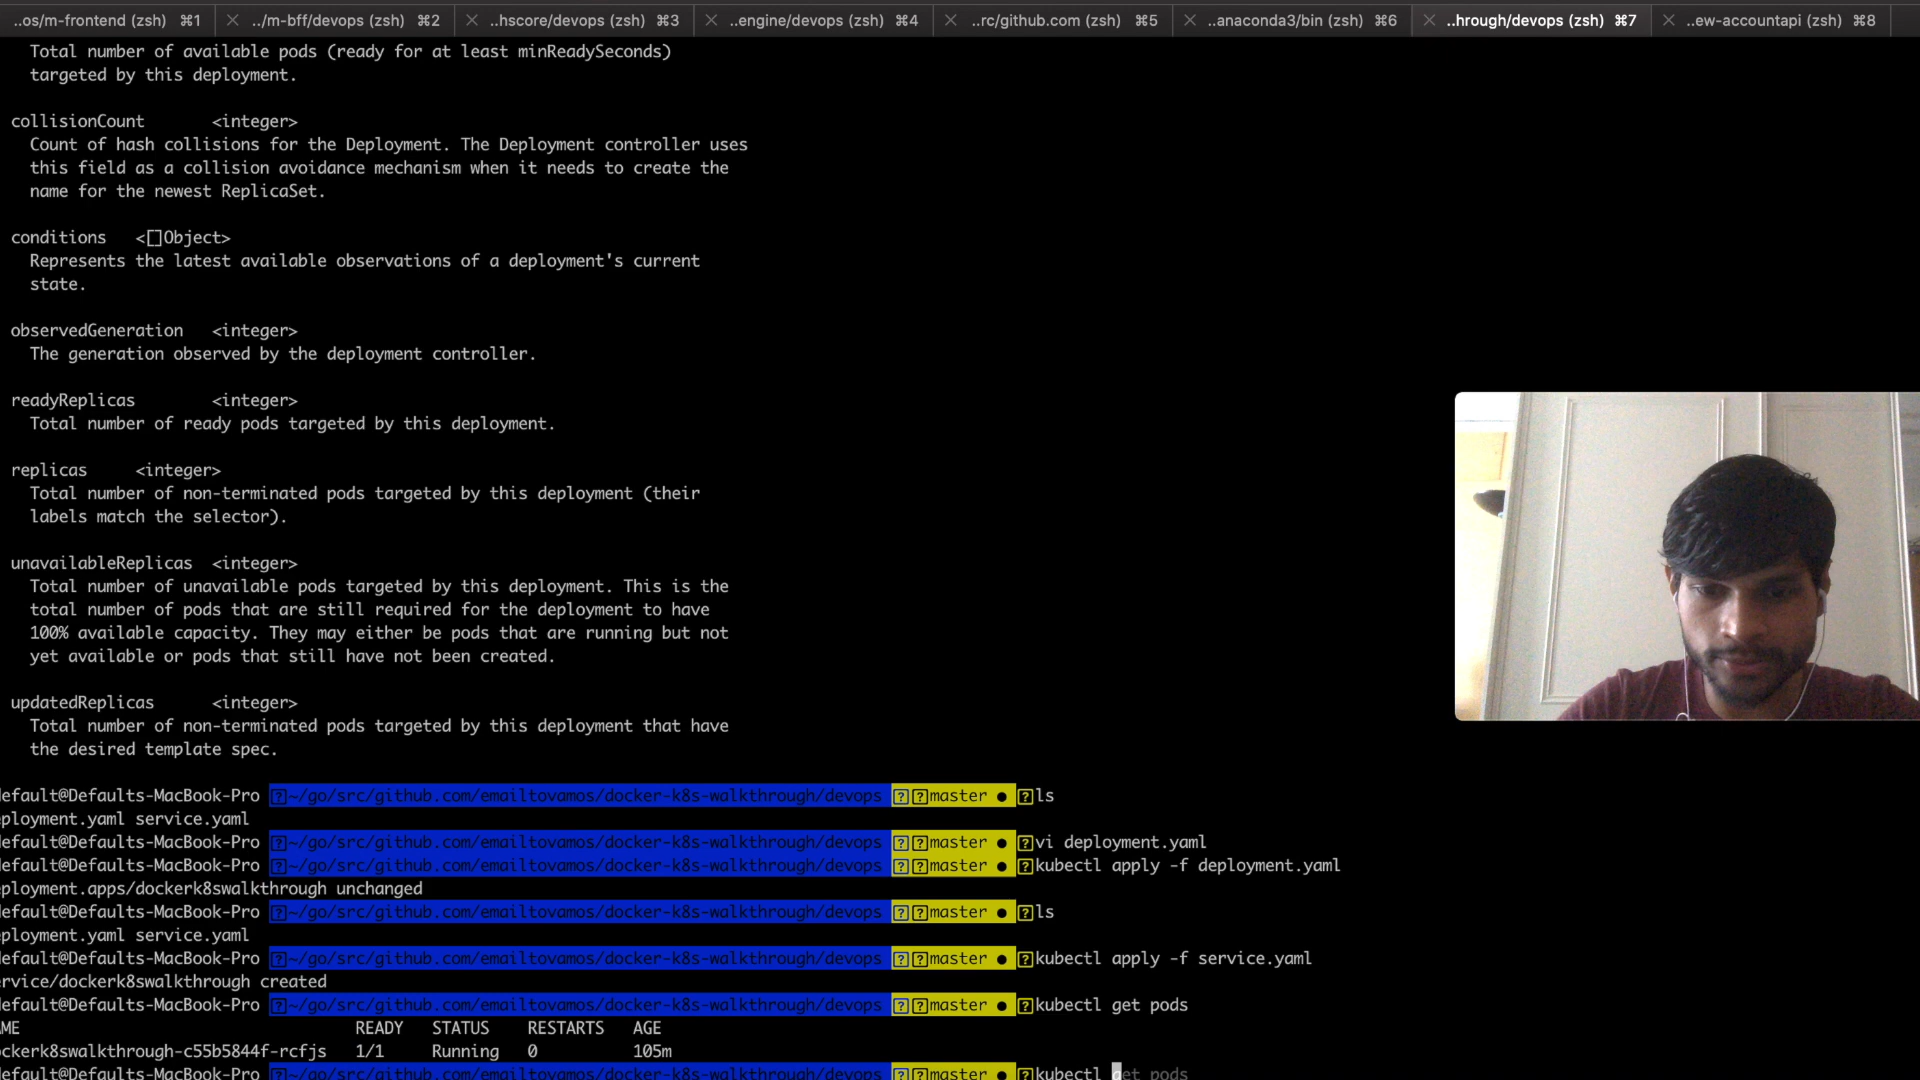 ..os/m-frontend (zsh) ⌘1 ../m-bff/devops (zsh) ⌘2 ..hscore/devops (zsh) ⌘3 ..engine/devops (zsh) ⌘4 ..rc/github.com (zsh) ⌘5 ..anaconda3/bin (zsh) ⌘6 ..hrough/devops (zsh) ⌘7 ..ew-accountapi (zsh) ⌘8
Total number of available pods (ready for at least minReadySeconds)
targeted by this deployment.
collisionCount <integer>
Count of hash collisions for the Deployment. The Deployment controller uses
this field as a collision avoidance mechanism when it needs to create the
name for the newest ReplicaSet.
conditions <[]Object>
Represents the latest available observations of a deployment's current
state.
observedGeneration <integer>
The generation observed by the deployment controller.
readyReplicas <integer>
Total number of ready pods targeted by this deployment.
replicas <integer>
Total number of non-terminated pods targeted by this deployment (their
labels match the selector).
unavailableReplicas <integer>
Total number of unavailable pods targeted by this deployment. This is the
total number of pods that are still required for the deployment to have
100% available capacity. They may either be pods that are running but not
yet available or pods that still have not been created.
updatedReplicas <integer>
Total number of non-terminated pods targeted by this deployment that have
the desired template spec.
default@Defaults-MacBook-Pro ~/go/src/github.com/emailtovamos/docker-k8s-walkthrough/devops master ● ls
ployment.yaml service.yaml
default@Defaults-MacBook-Pro ~/go/src/github.com/emailtovamos/docker-k8s-walkthrough/devops master ● vi deployment.yaml
default@Defaults-MacBook-Pro ~/go/src/github.com/emailtovamos/docker-k8s-walkthrough/devops master ● kubectl apply -f deployment.yaml
ployment.apps/dockerk8swalkthrough unchanged
default@Defaults-MacBook-Pro ~/go/src/github.com/emailtovamos/docker-k8s-walkthrough/devops master ● ls
ployment.yaml service.yaml
default@Defaults-MacBook-Pro ~/go/src/github.com/emailtovamos/docker-k8s-walkthrough/devops master ● kubectl apply -f service.yaml
rvice/dockerk8swalkthrough created
default@Defaults-MacBook-Pro ~/go/src/github.com/emailtovamos/docker-k8s-walkthrough/devops master ● kubectl get pods
ME READY STATUS RESTARTS AGE
ckerk8swalkthrough-c55b5844f-rcfjs 1/1 Running 0 105m
default@Defaults-MacBook-Pro ~/go/src/github.com/emailtovamos/docker-k8s-walkthrough/devops master ● kubectl get pods